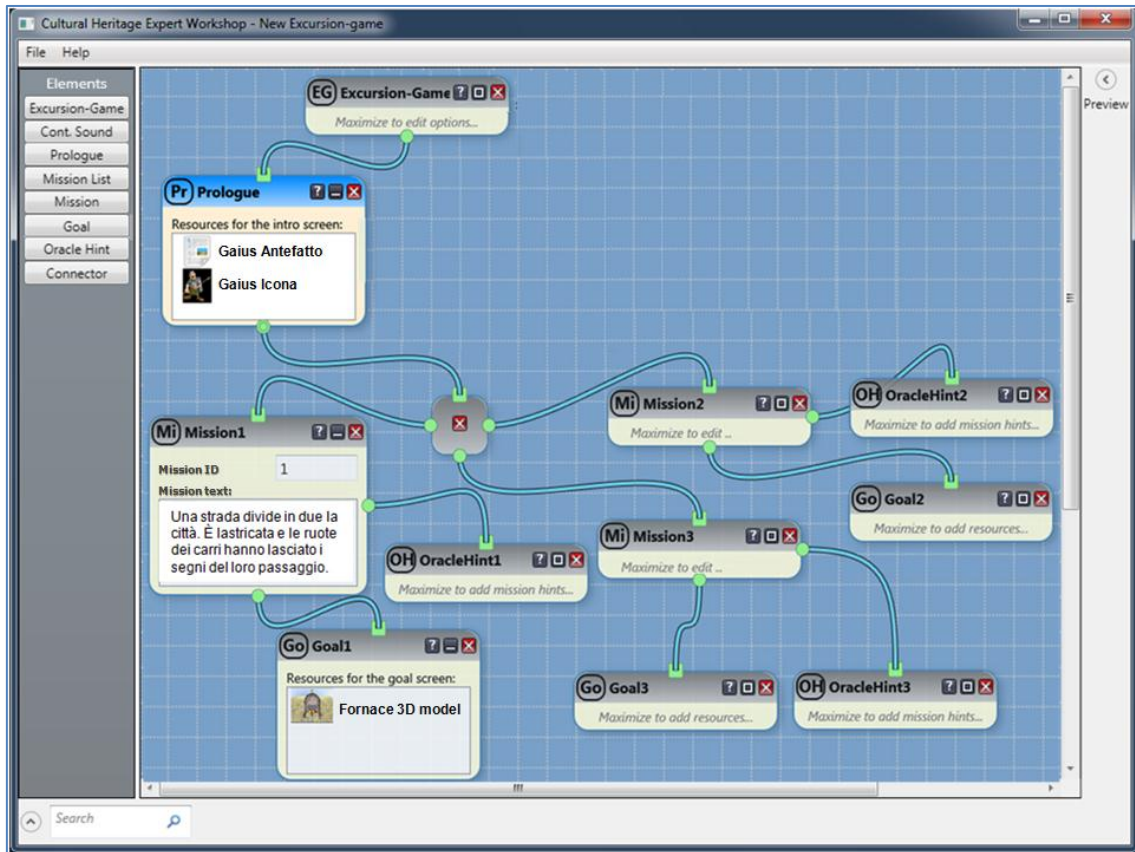 Cultural Heritage Expert Workshop - New Excursion-game
File Help
Elements
Excursion-Game
Cont. Sound
Prologue
Mission List
Mission
Goal
Oracle Hint
Connector
Preview
EG Excursion-Game
Maximize to edit options...
Pr Prologue
Resources for the intro screen:
Gaius Antefatto
Gaius Icona
Mi Mission1
Mission ID 1
Mission text:
Una strada divide in due la
città. È lastricata e le ruote
dei carri hanno lasciato i
segni del loro passaggio.
OH OracleHint1
Maximize to add mission hints...
Go Goal1
Resources for the goal screen:
Fornace 3D model
Mi Mission2
Maximize to edit ..
OH OracleHint2
Maximize to add mission hints...
Go Goal2
Maximize to add resources...
Mi Mission3
Maximize to edit ..
Go Goal3
Maximize to add resources...
OH OracleHint3
Maximize to add mission hints...
Search